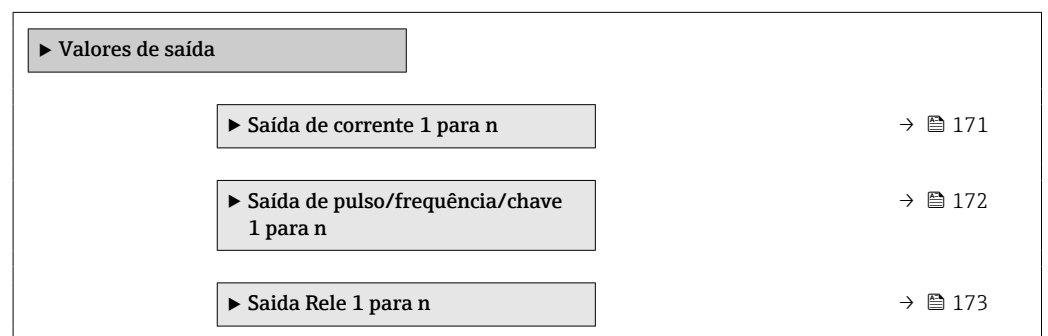 ▶ Valores de saída
▶ Saída de corrente 1 para n → 171
▶ Saída de pulso/frequência/chave → 172
1 para n
▶ Saida Rele 1 para n → 173